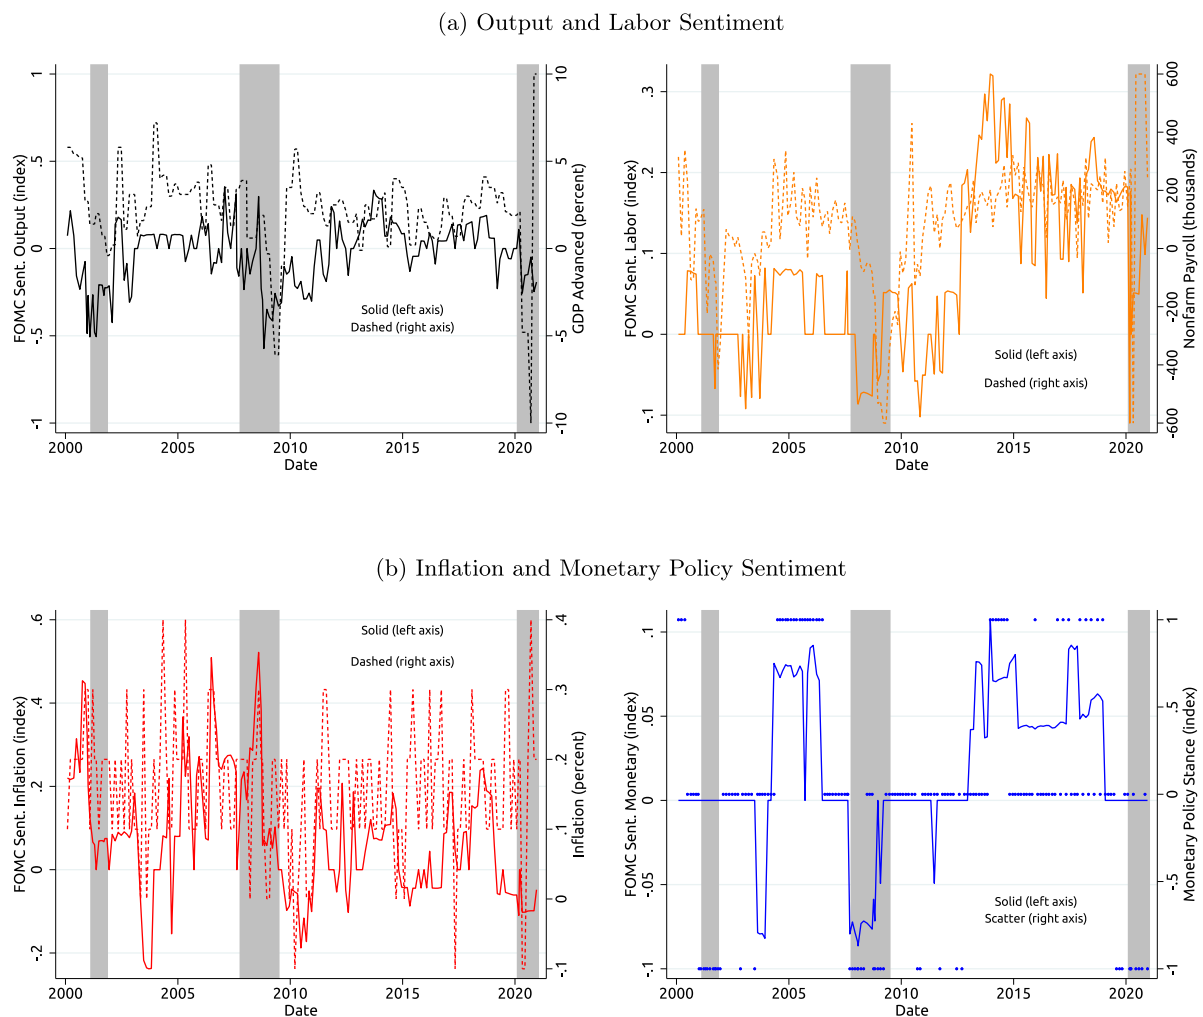 (a) Output and Labor Sentiment
FOMC Sent. Output (index)
1
.5
0
-.5
-1
10
5
0
-5
-10
GDP Advanced (percent)
Solid (left axis)
Dashed (right axis)
2000 2005 2010 2015 2020
Date
FOMC Sent. Labor (index)
.3
.2
.1
0
-.1
600
400
200
0
-200
-400
-600
NonFarm Payroll (thousands)
Solid (left axis)
Dashed (right axis)
2000 2005 2010 2015 2020
Date
(b) Inflation and Monetary Policy Sentiment
FOMC Sent. Inflation (index)
.6
.4
.2
0
-.2
.4
.3
.2
.1
0
-.1
Inflation (percent)
Solid (left axis)
Dashed (right axis)
2000 2005 2010 2015 2020
Date
FOMC Sent. Monetary (index)
.1
.05
0
-.05
-.1
1
.5
0
-.5
-1
Monetary Policy Stance (index)
Solid (left axis)
Scatter (right axis)
2000 2005 2010 2015 2020
Date